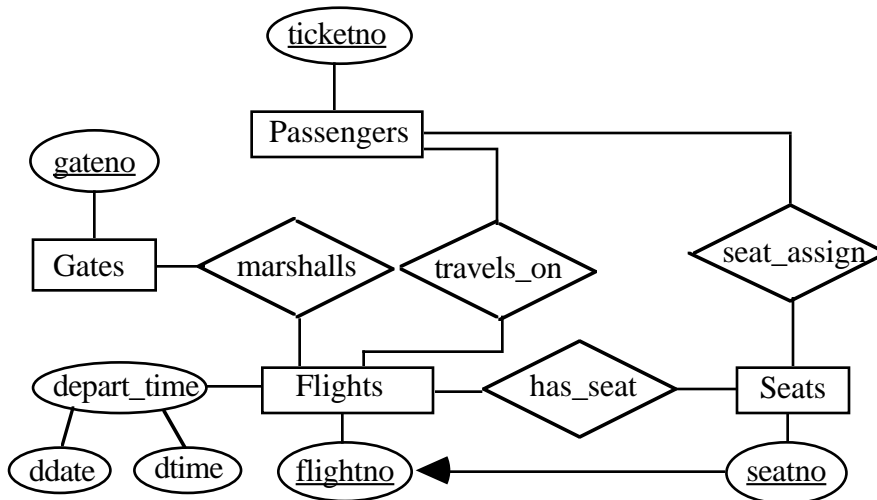 ticketno
Passengers
gateno
Gates
marshalls
travels_on
seat_assign
depart_time
Flights
has_seat
Seats
ddate
dtime
flightno
seatno